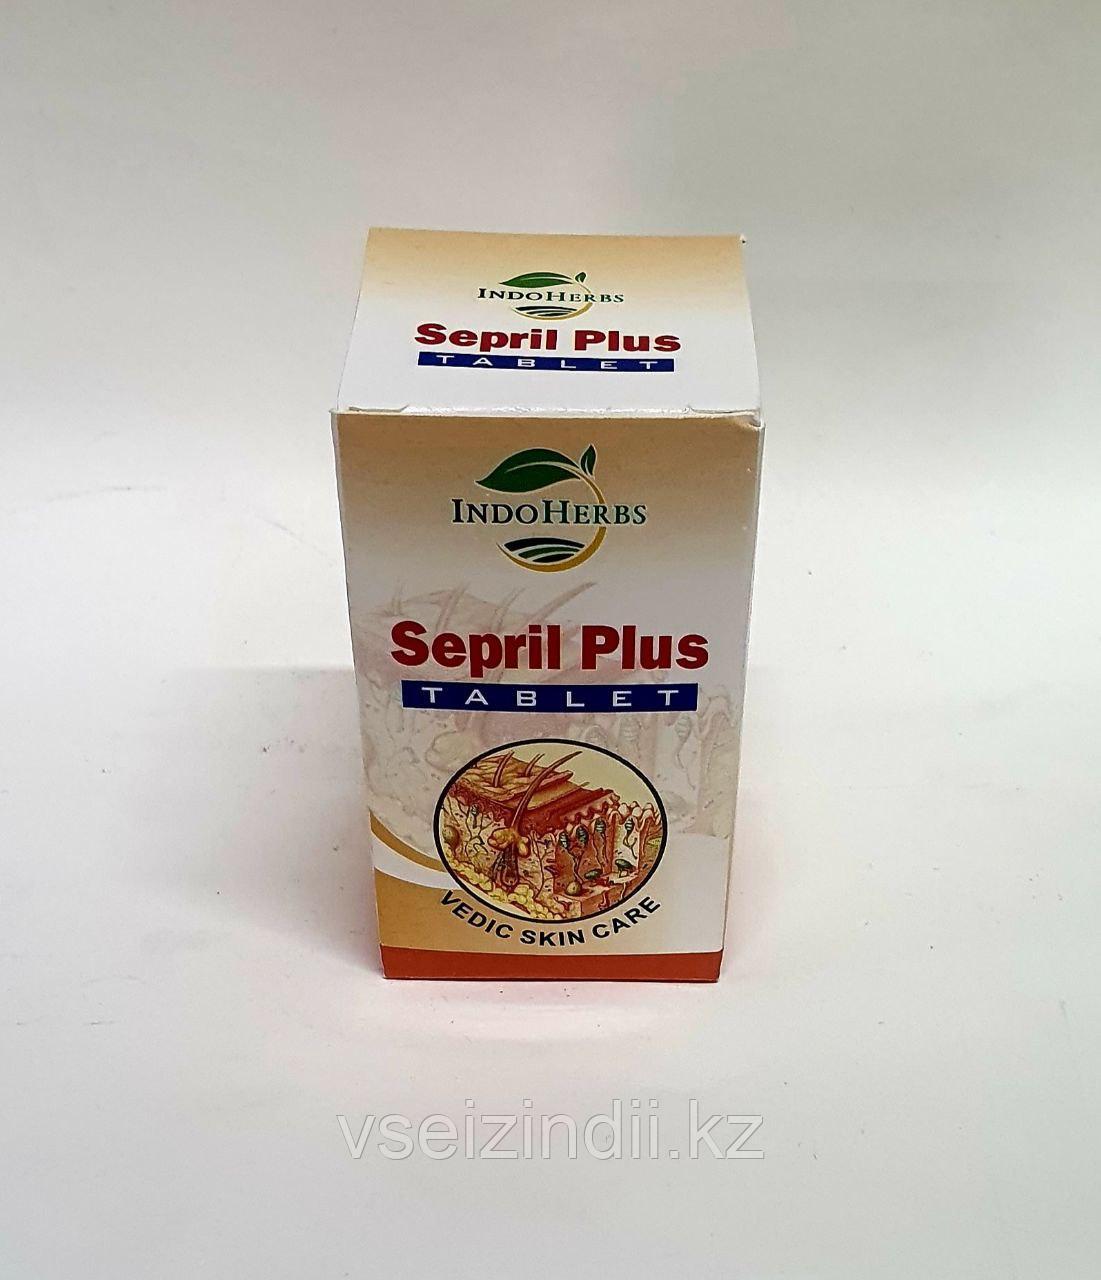 INDOHERBS
Sepril Plus
TABLET
INDOHERBS
Sepril Plus
TABLET
VEDIC SKIN CARE
vseizindii.kz